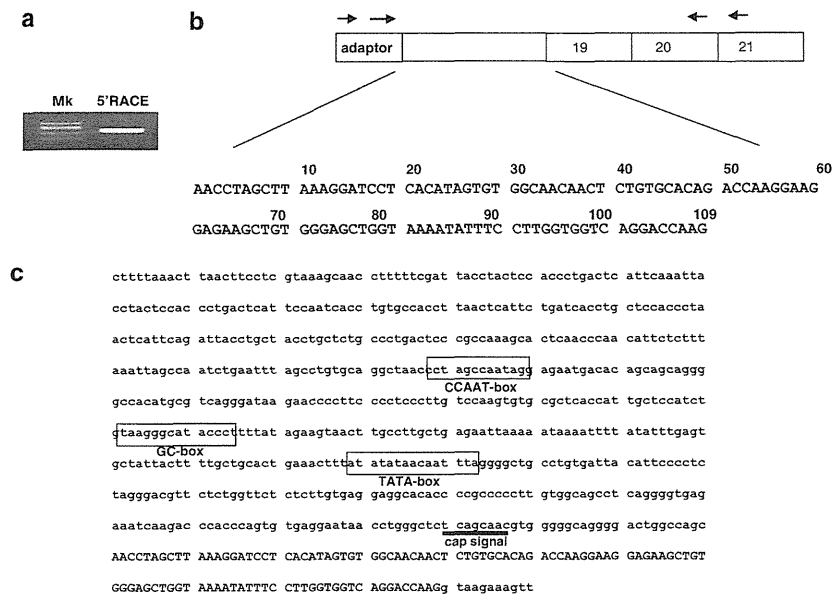 a
Mk 5'RACE
b
adaptor 19 20 21
10 20 30 40 50 60
AACCTAGCTT AAAGGATCCT CACATAGTGT GGCAACAACT CTGTGCACAG ACCAAGGAAG
GAGAAGCTGT GGGAGCTGGT AAAATATTTC CTTGGTGGTC AGGACCAAG
70 80 90 100 109
c
cttttaaact taacttcctc gtaaagcaac ctttttcgat tacctactcc accctgactc attcaaatta
cctactccac cctgactcat tccaatcacc tgtgccacct taactcattc tgatcacctg ctccacccta
actcattcag attacctgct acctgctctg ccctgactcc cgccaaagca ctcaacccaa cattctcttt
aaattagcca atctgaattt agcctgtgca ggctaaccct agccaatagg agaatgacac agcagcaggg
CCAAT-box
gccacatgcg tcagggataa gaaccccttc ccctcccttg tccaagtgtg cgctcaccat tgctccatct
gtaagggcat acccttttat agaagtaact tgccttgctg agaattaaaa ataaaatttt atatttgagt
GC-box
gctattactt ttgctgcact gaaactttat atataacaat ttaggggctg cctgtgatta cattcccctc
TATA-box
tagggacgtt ctctggttct ctcttgtgag gaggcacacc cgcccccctt gtggcagcct caggggtgag
aaatcaagac ccacccagtg tgaggaataa cctgggctct cagcaacgtg ggggcagggg actggccagc
cap signal
AACCTAGCTT AAAGGATCCT CACATAGTGT GGCAACAACT CTGTGCACAG ACCAAGGAAG GAGAAGCTGT
GGGAGCTGGT AAAATATTTC CTTGGTGGTC AGGACCAAGg taagaaagtt